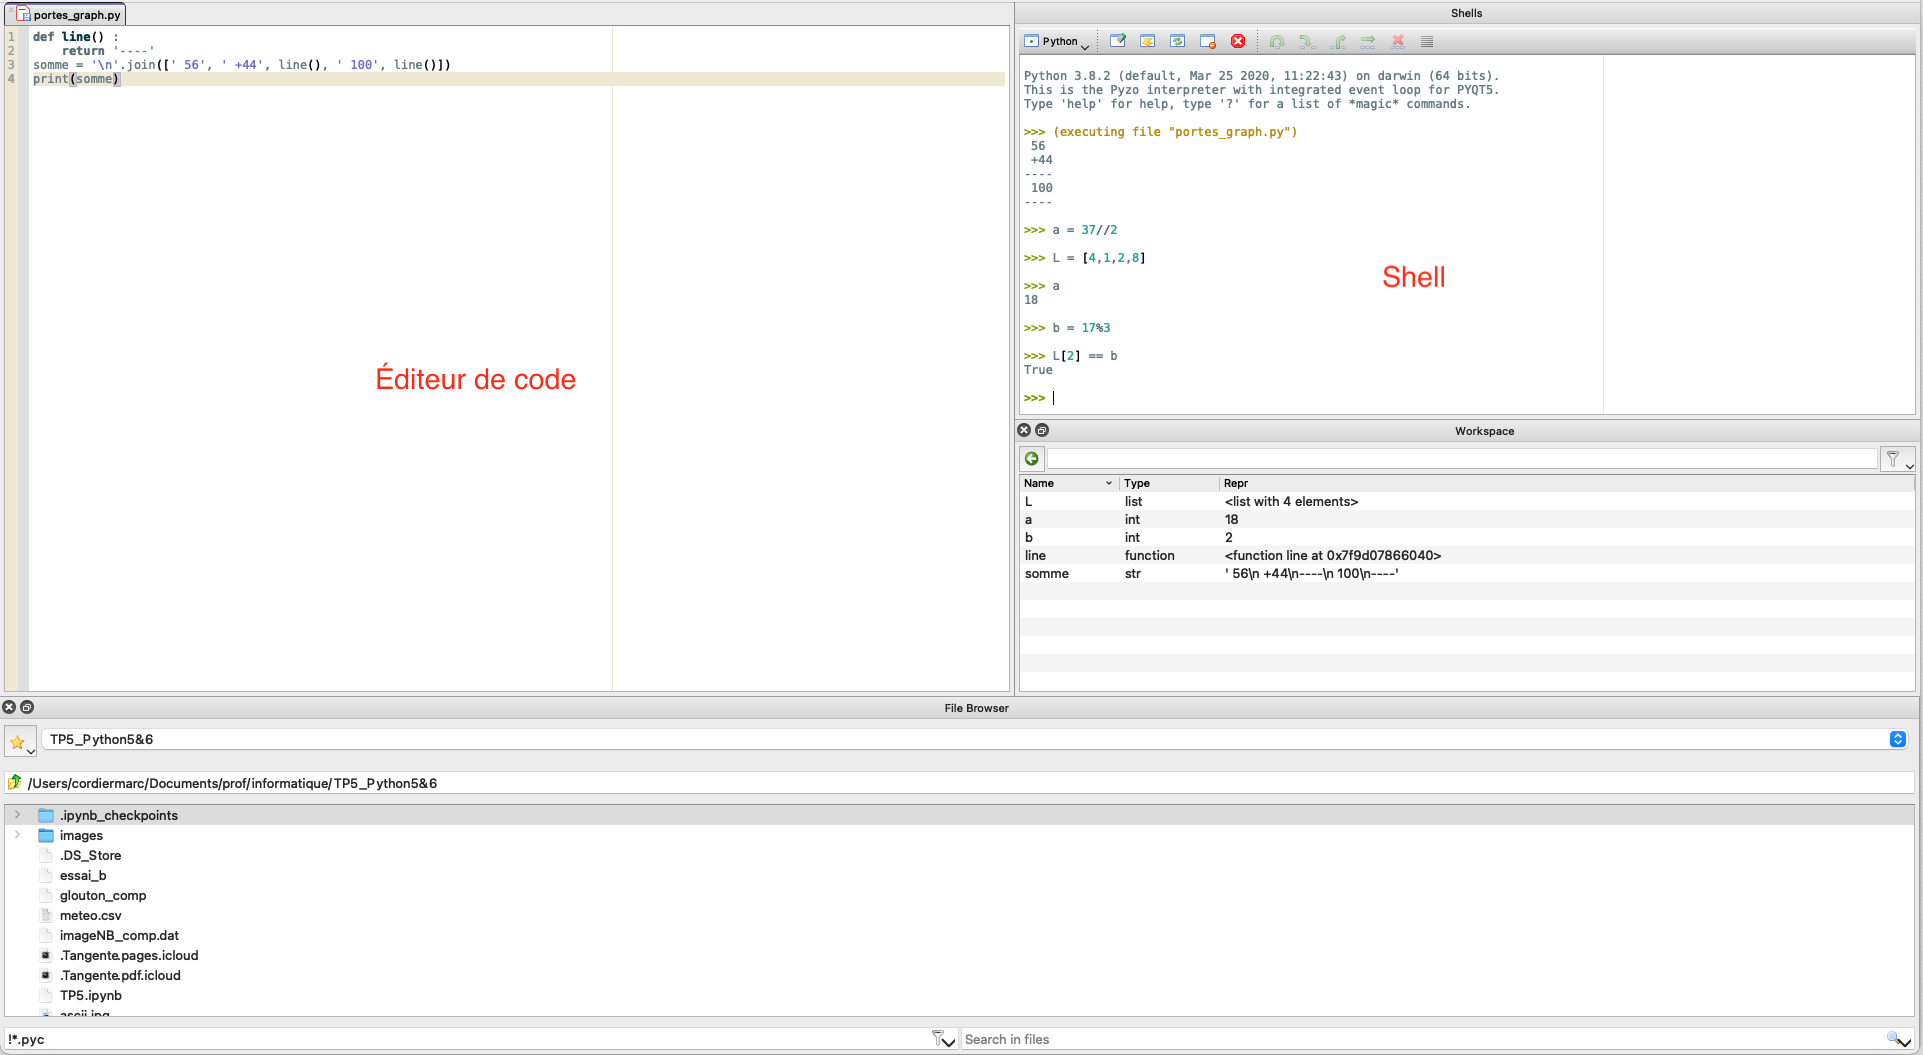 portes_graph.py
1 def line() :
2     return '----'
3 somme = '\n'.join([' 56', ' +44', line(), ' 100', line()])
4 print(somme)
Éditeur de code
Shells
Python
Python 3.8.2 (default, Mar 25 2020, 11:22:43) on darwin (64 bits).
This is the Pyzo interpreter with integrated event loop for PYQT5.
Type 'help' for help, type '?' for a list of *magic* commands.
>>> (executing file "portes_graph.py")
 56
 +44
----
 100
----
>>> a = 37//2
>>> L = [4,1,2,8]
>>> a
18
>>> b = 17%3
>>> L[2] == b
True
>>>
Shell
Workspace
Name Type Repr
L list <list with 4 elements>
a int 18
b int 2
line function <function line at 0x7f9d07866040>
somme str ' 56\n +44\n----\n 100\n----'
File Browser
TP5_Python5&6
/Users/cordiermarc/Documents/prof/informatique/TP5_Python5&6
.ipynb_checkpoints
images
.DS_Store
essai_b
glouton_comp
meteo.csv
imageNB_comp.dat
.Tangente.pages.icloud
.Tangente.pdf.icloud
TP5.ipynb
ascii.jpg
!*.pyc
Search in files